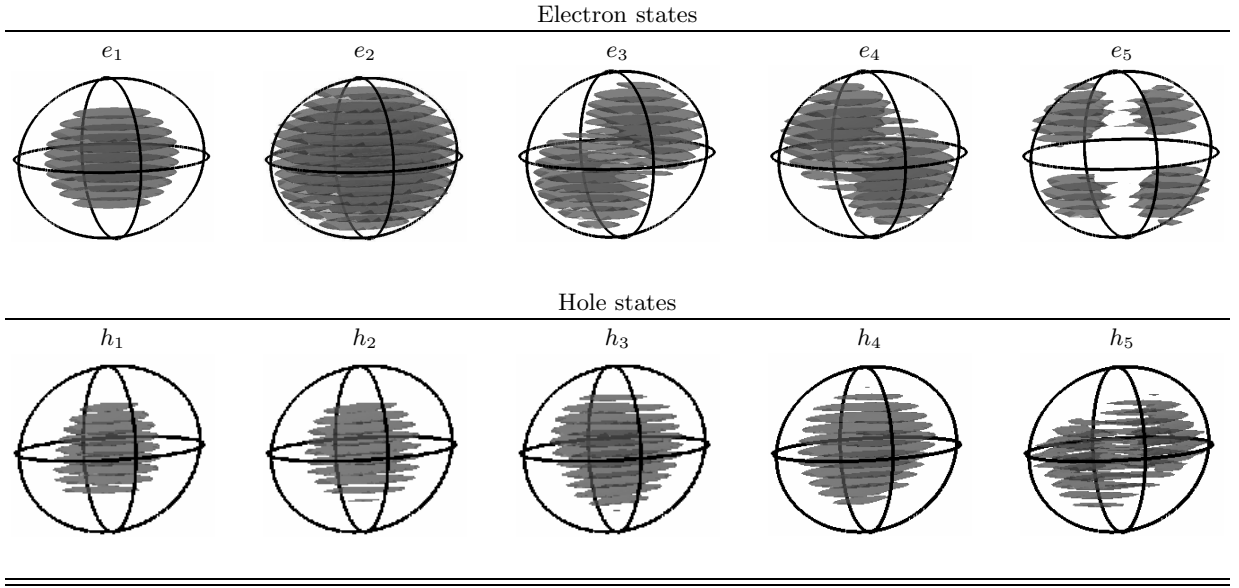 Electron states
e₁ e₂ e₃ e₄ e₅
Hole states
h₁ h₂ h₃ h₄ h₅